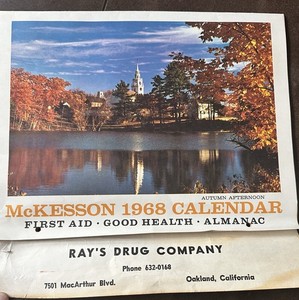 AUTUMN AFTERNOON
McKESSON 1968 CALENDAR
FIRST AID · GOOD HEALTH · ALMANAC
RAY'S DRUG COMPANY
Phone 632-0168
7501 MacArthur Blvd. Oakland, California